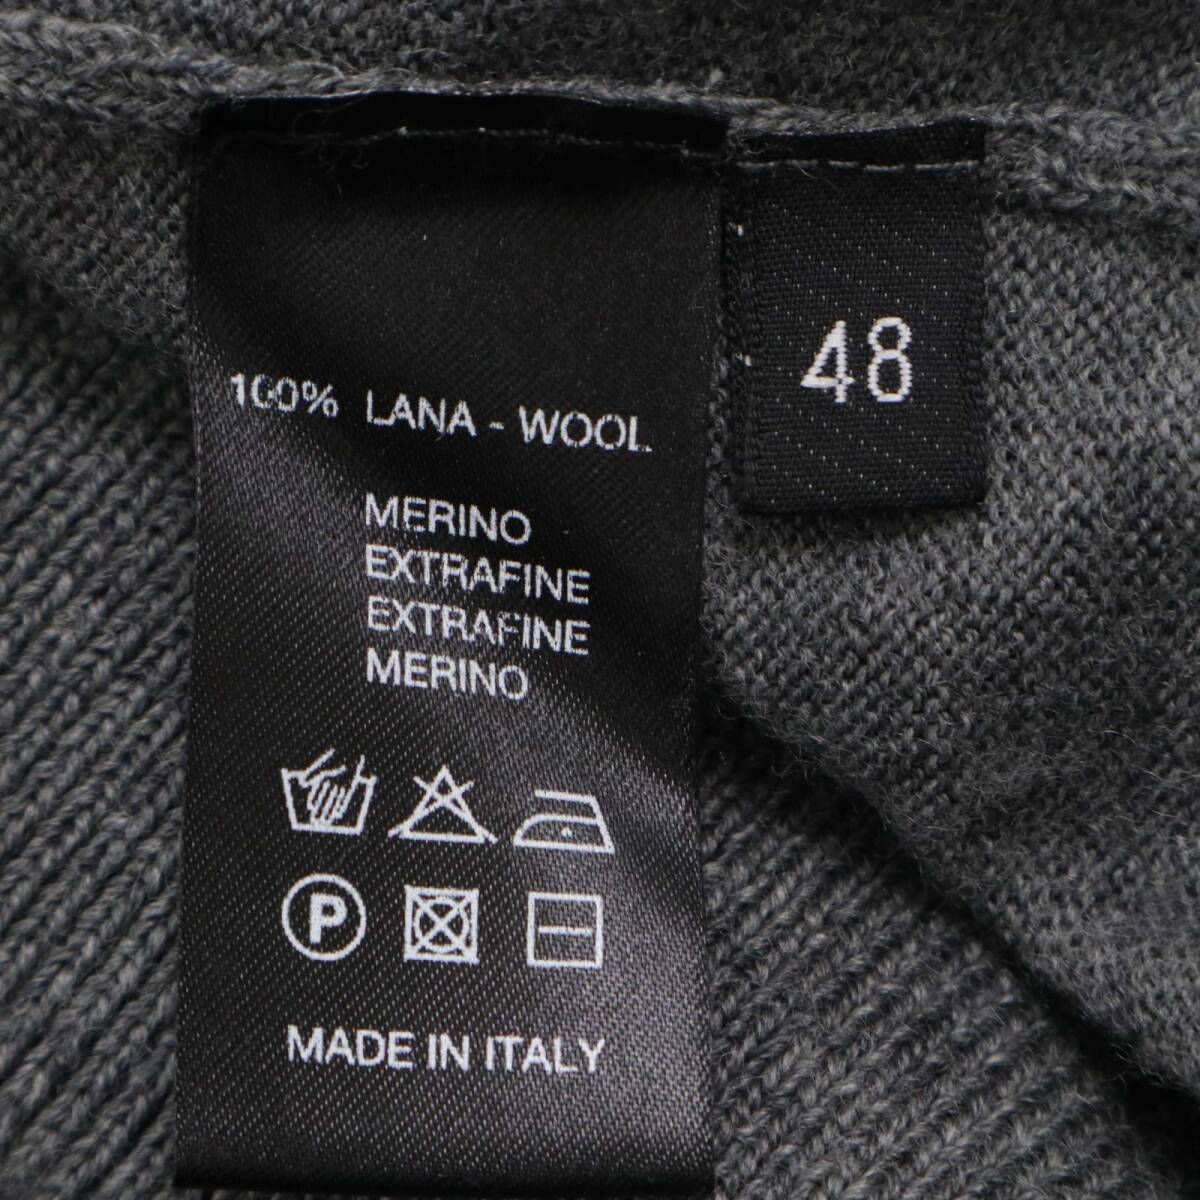 100% LANA - WOOL
MERINO
EXTRAFINE
EXTRAFINE
MERINO
P
MADE IN ITALY
48